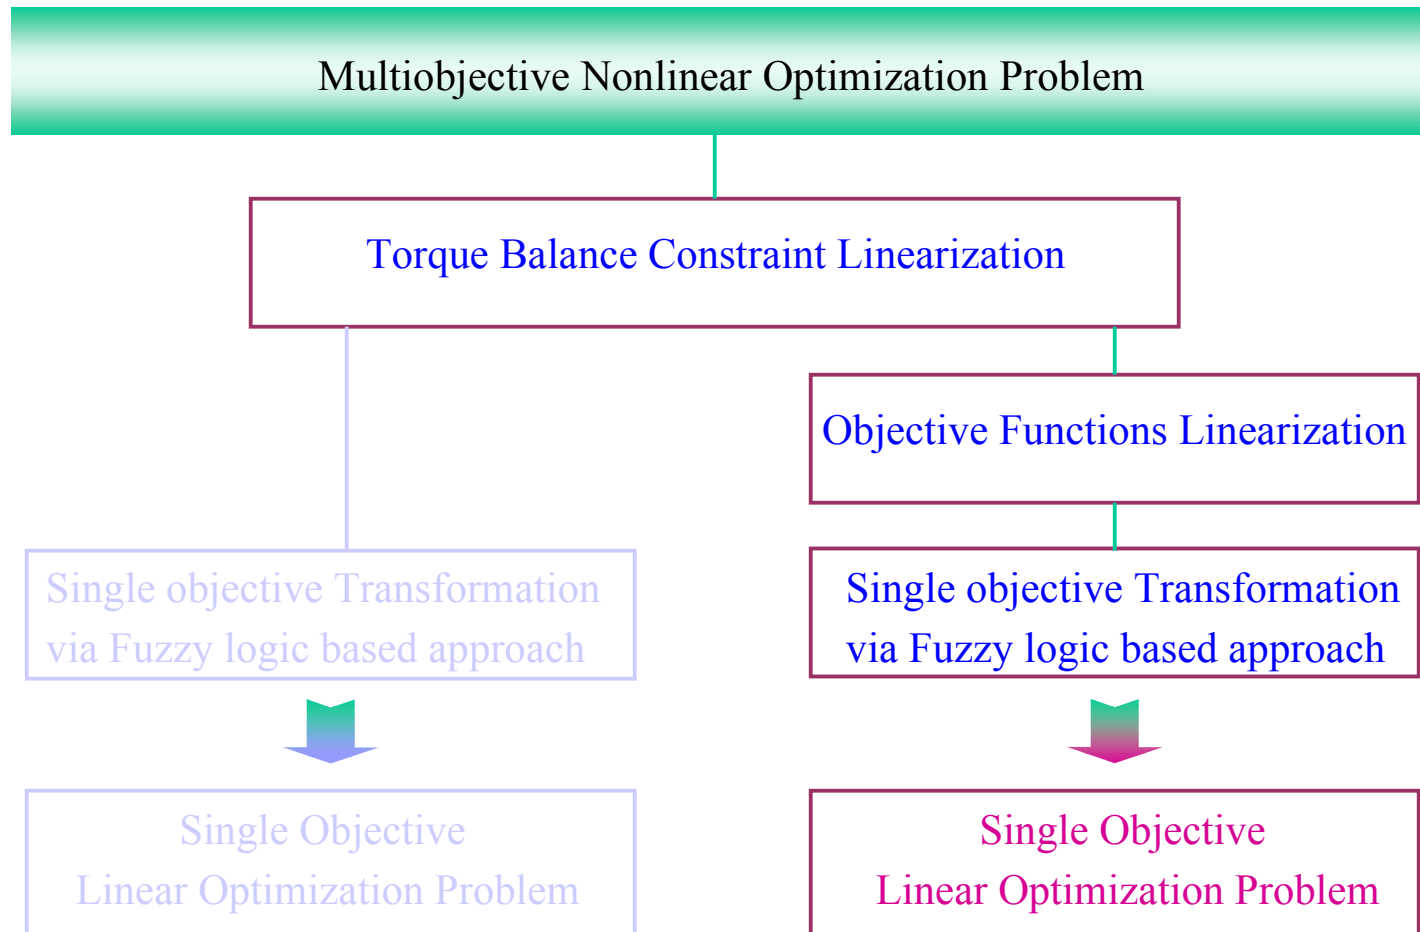 Multiobjective Nonlinear Optimization Problem
Torque Balance Constraint Linearization
Objective Functions Linearization
Single objective Transformation
via Fuzzy logic based approach
Single objective Transformation
via Fuzzy logic based approach
Single Objective
Linear Optimization Problem
Single Objective
Linear Optimization Problem